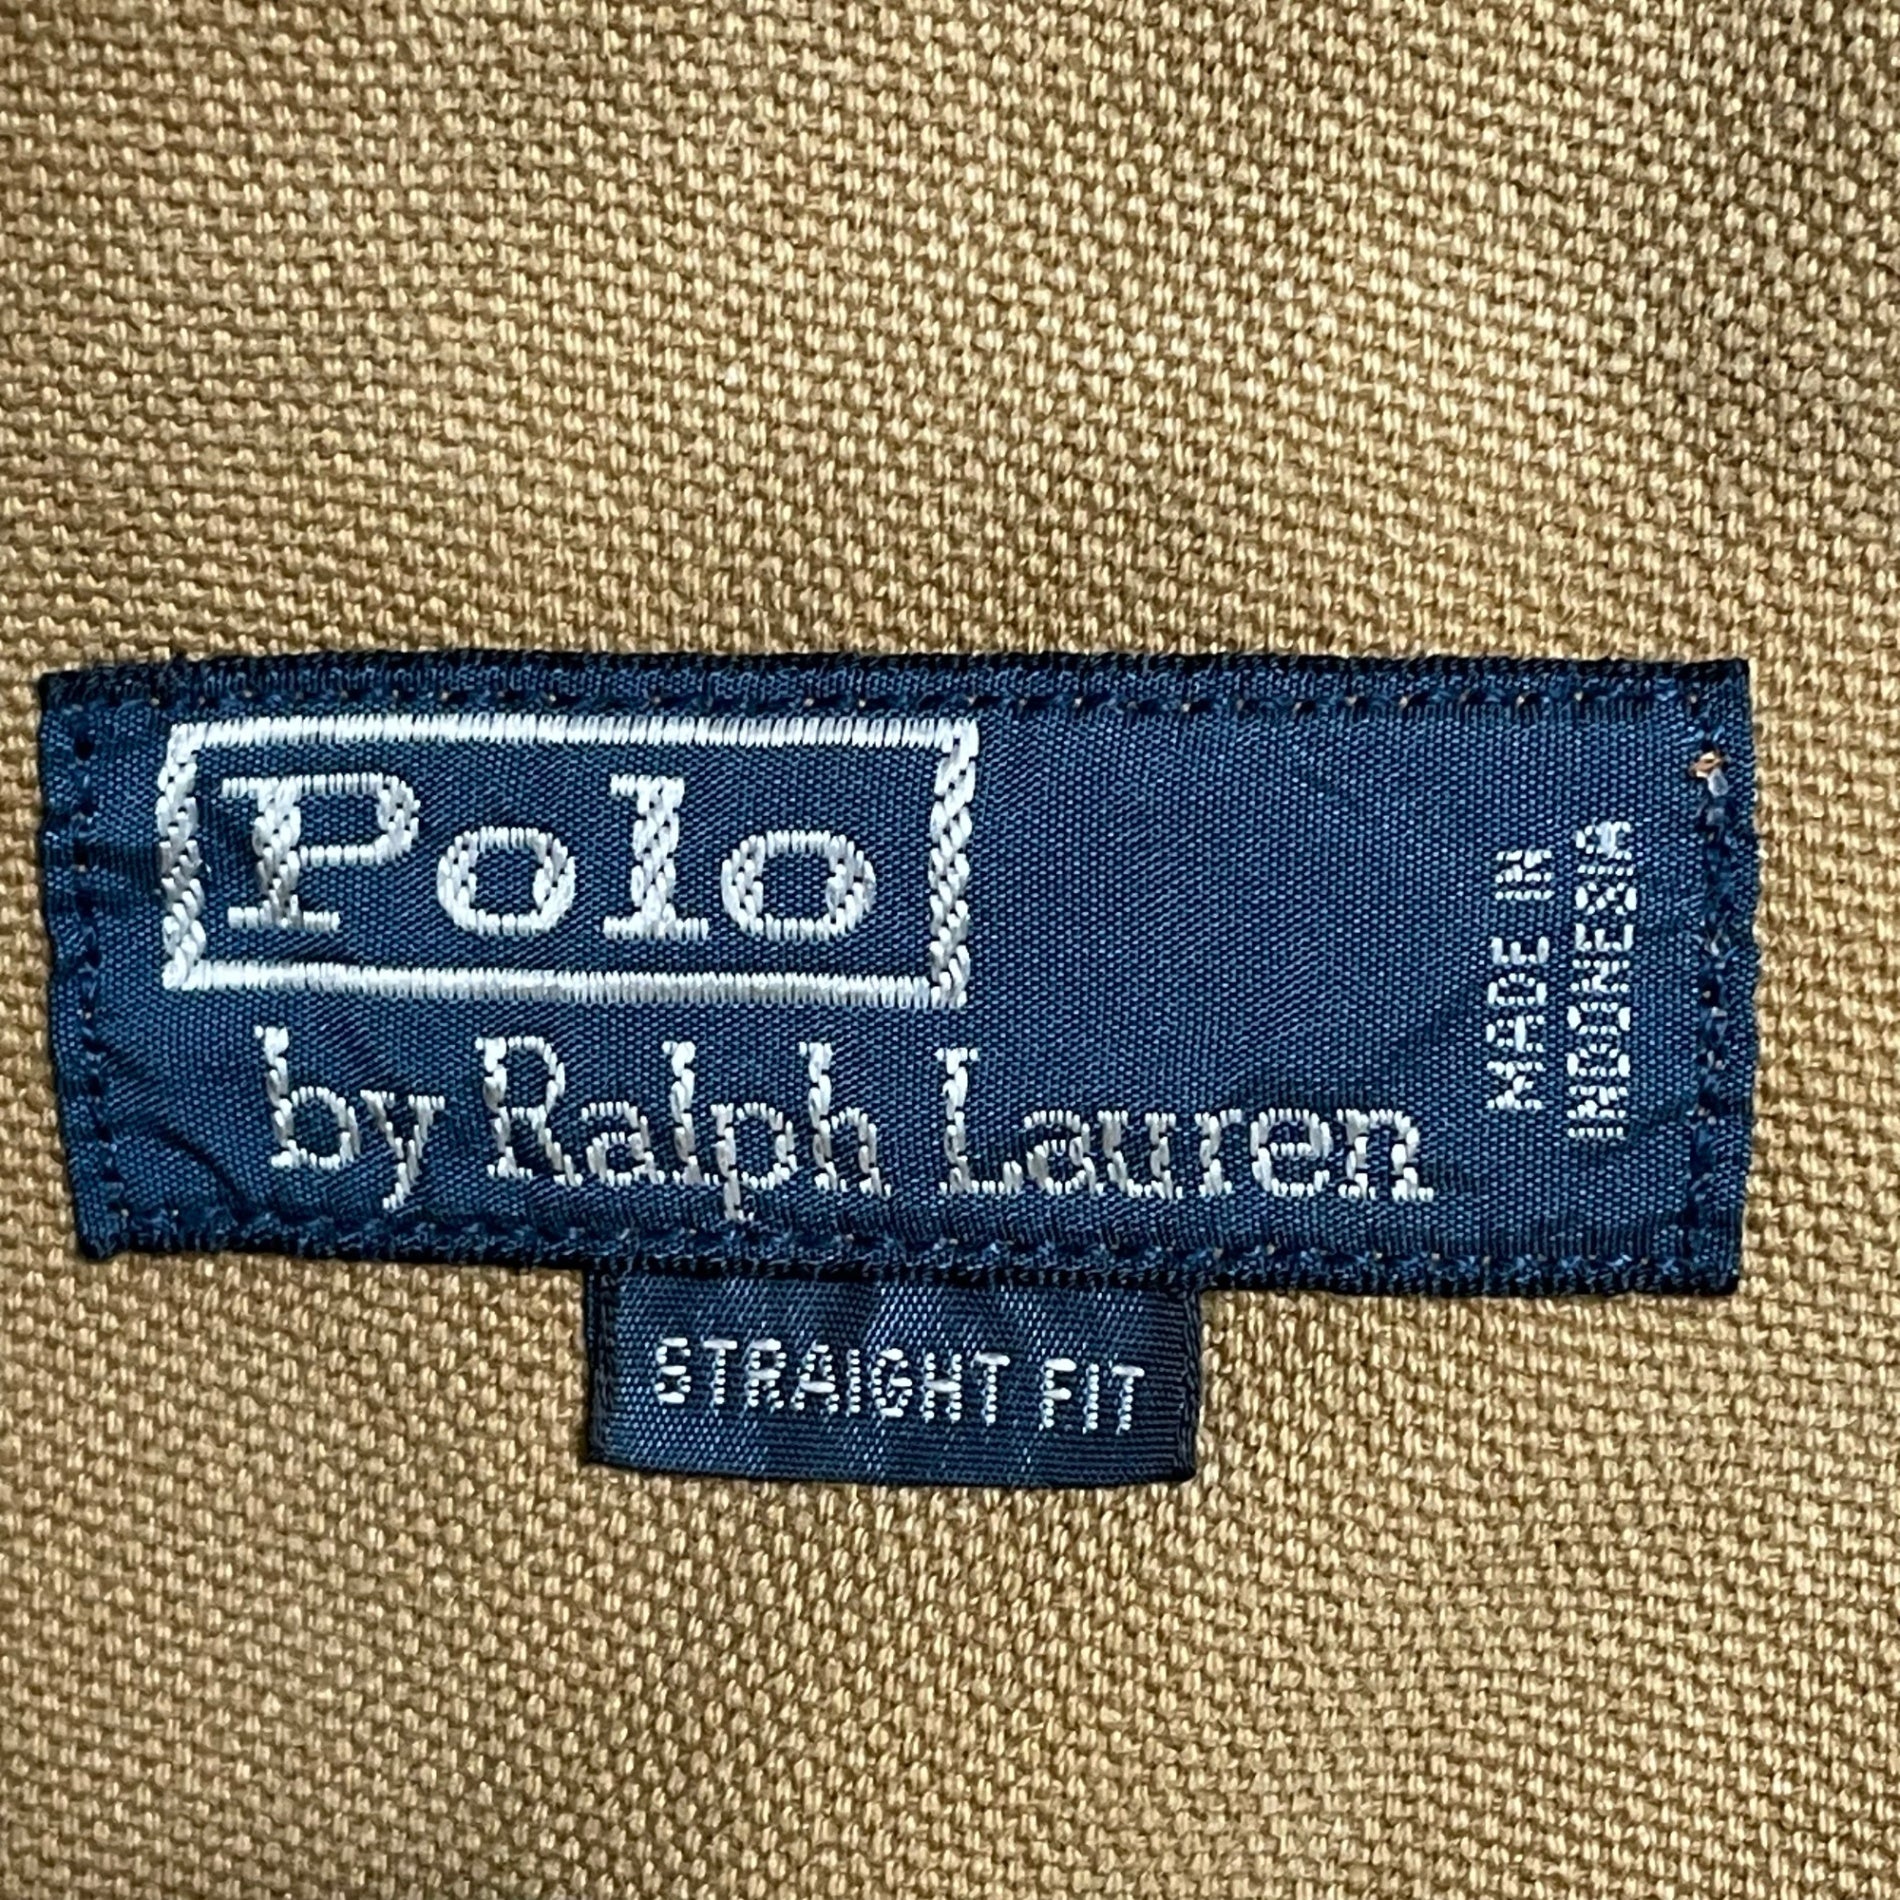 Polo
by Ralph Lauren
MADE IN
INDONESIA
STRAIGHT FIT